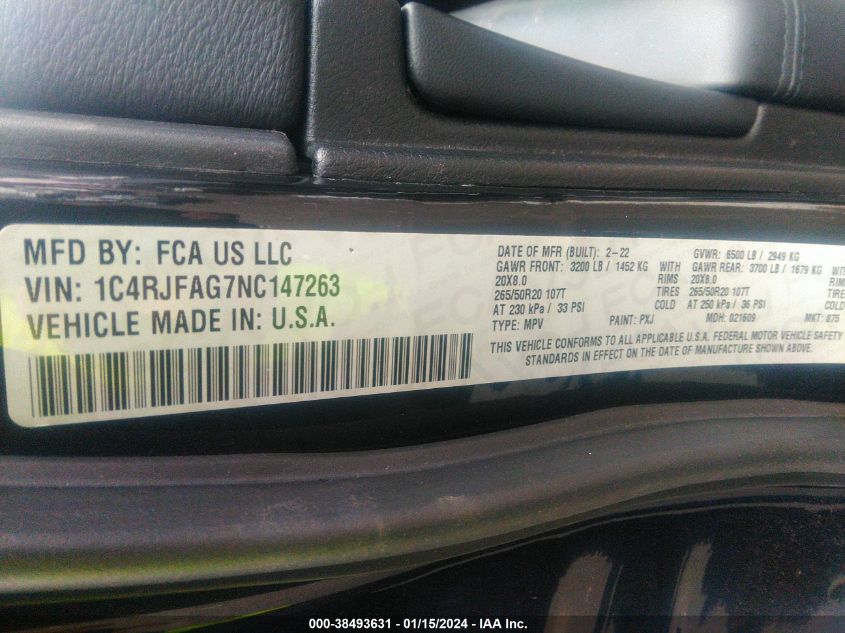 MFD BY: FCA US LLC
VIN: 1C4RJFAG7NC147263
VEHICLE MADE IN: U.S.A.
DATE OF MFR (BUILT): 2-22 GVWR: 6500 LB / 2949 KG
GAWR FRONT: 3200 LB / 1452 KG WITH GAWR REAR: 3700 LB / 1679 KG
20X8.0 RIMS 20X8.0
265/50R20 107T TIRES 265/50R20 107T
AT 230 kPa / 33 PSI COLD AT 250 kPa / 36 PSI
TYPE: MPV PAINT: PXJ MDH: 021609 MKT: 875
THIS VEHICLE CONFORMS TO ALL APPLICABLE U.S.A. FEDERAL MOTOR VEHICLE SAFETY
STANDARDS IN EFFECT ON THE DATE OF MANUFACTURE SHOWN ABOVE.
000-38493631 - 01/15/2024 - IAA Inc.